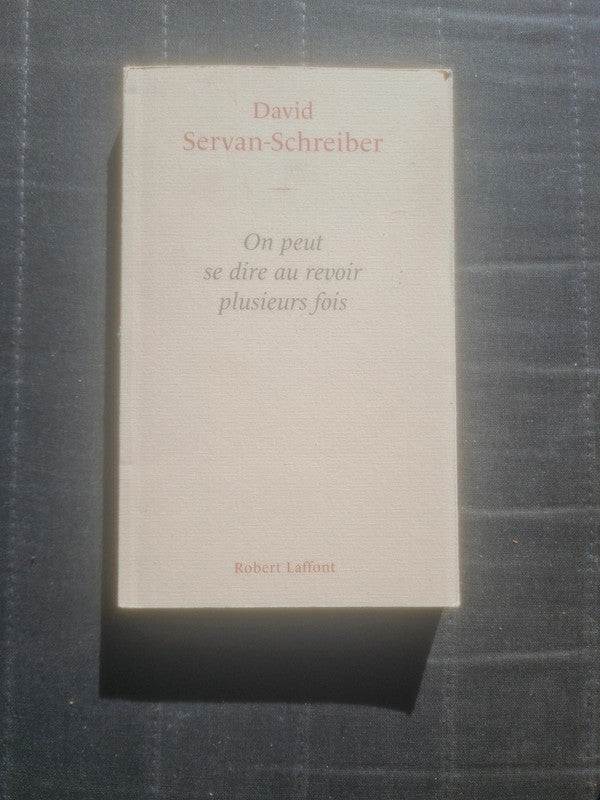 David
Servan-Schreiber
On peut
se dire au revoir
plusieurs fois
Robert Laffont